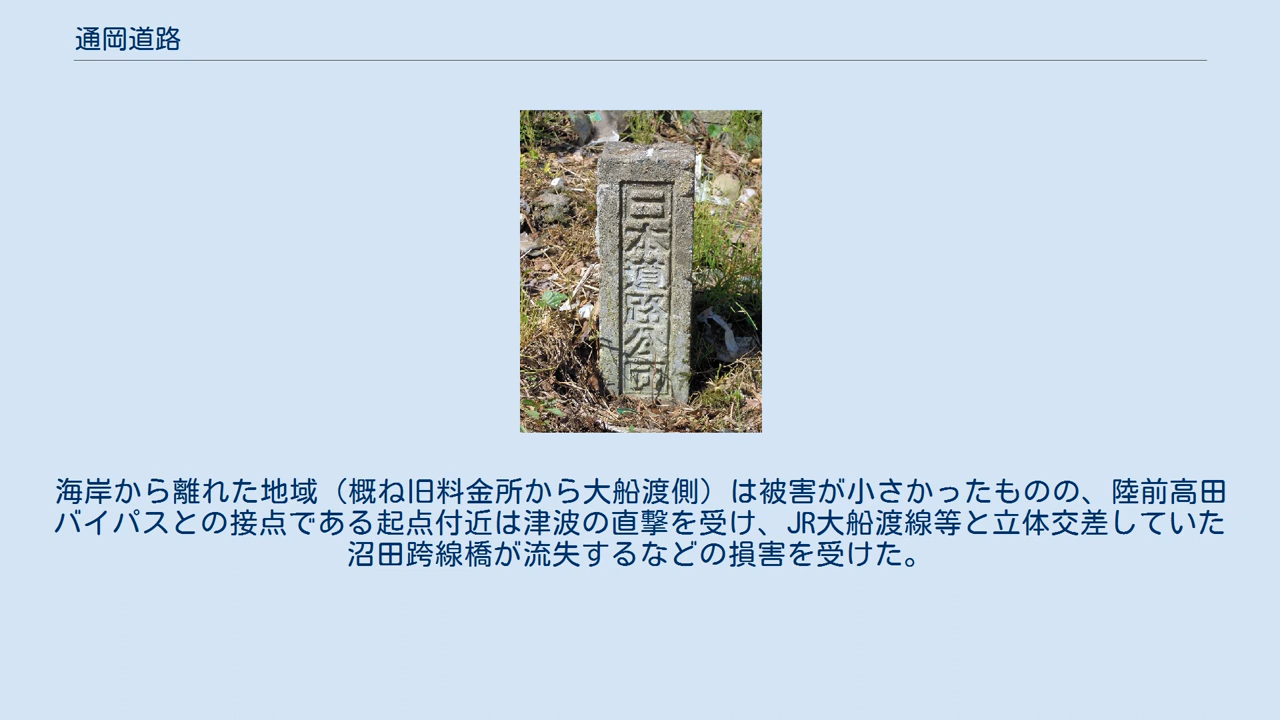 通岡道路
日本道路公団
海岸から離れた地域（概ね旧料金所から大船渡側）は被害が小さかったものの、陸前高田
バイパスとの接点である起点付近は津波の直撃を受け、JR大船渡線等と立体交差していた
沼田跨線橋が流失するなどの損害を受けた。